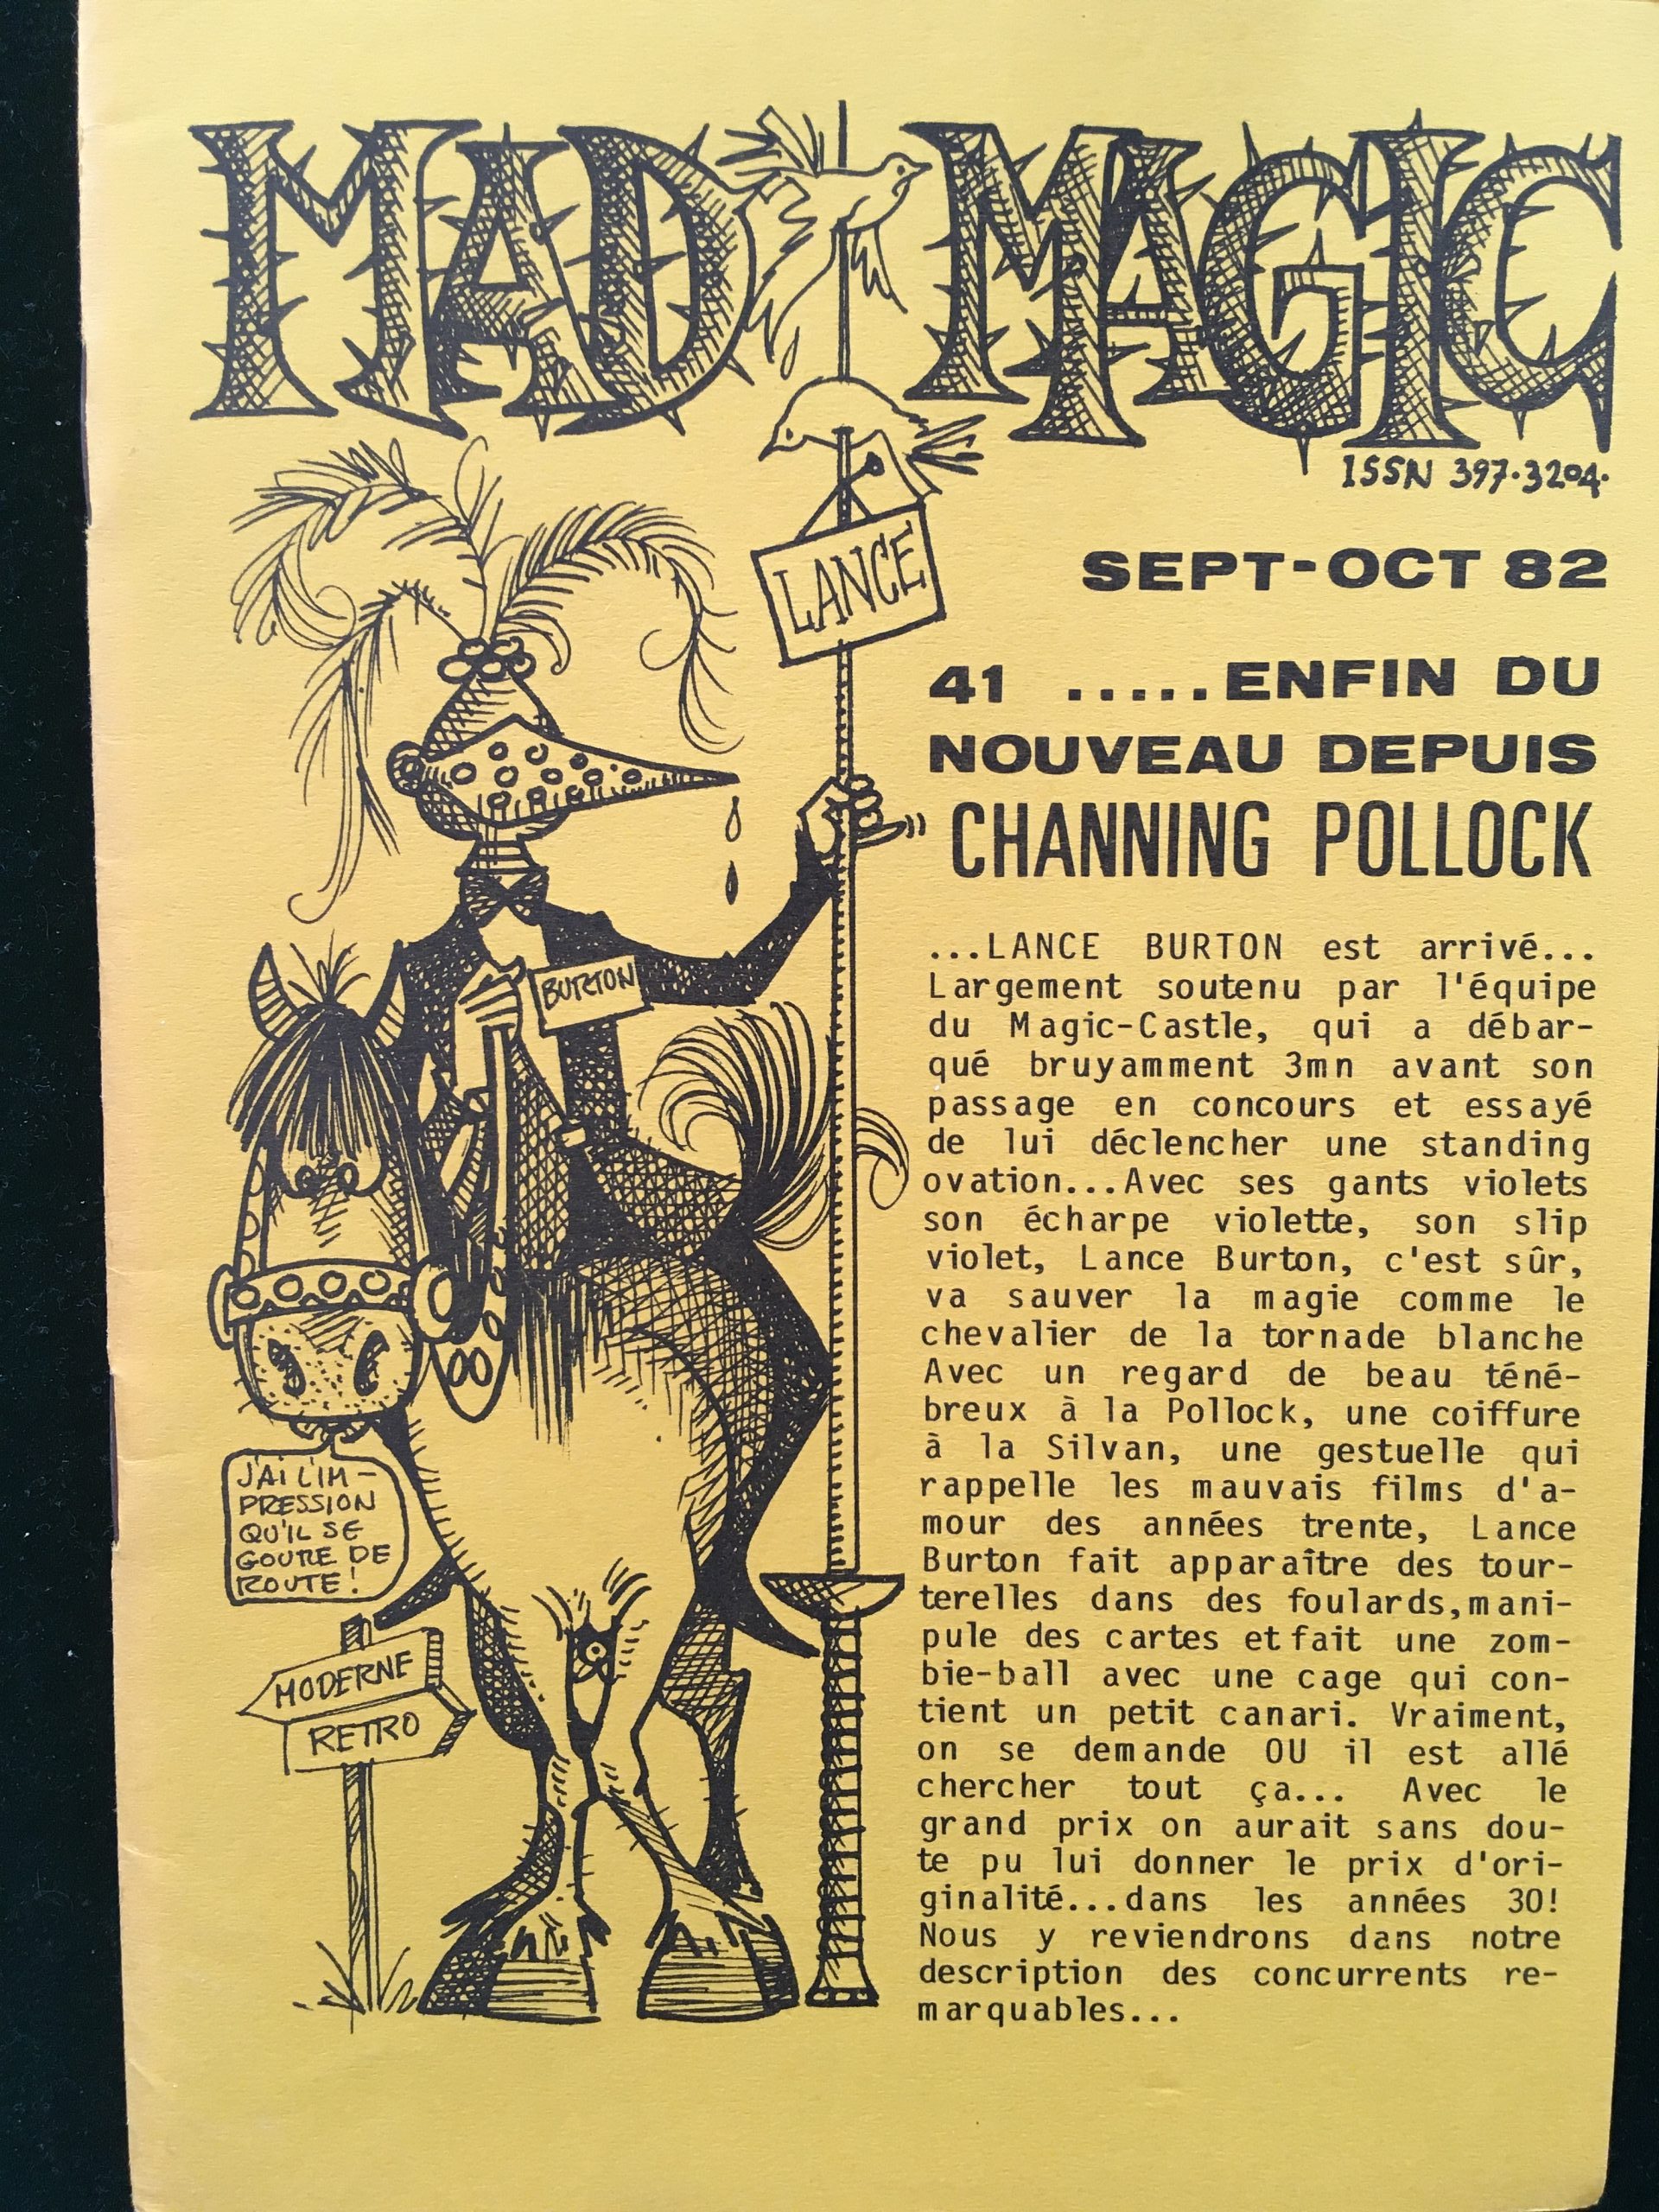 MAD MAGIC
ISSN 397·3204·
SEPT-OCT 82
LANCE
41 .....ENFIN DU
NOUVEAU DEPUIS
CHANNING POLLOCK
BURTON
...LANCE BURTON est arrivé...
Largement soutenu par l'équipe
du Magic-Castle, qui a débar-
qué bruyamment 3mn avant son
passage en concours et essayé
de lui déclencher une standing
ovation...Avec ses gants violets
son écharpe violette, son slip
violet, Lance Burton, c'est sûr,
va sauver la magie comme le
chevalier de la tornade blanche
Avec un regard de beau téné-
breux à la Pollock, une coiffure
à la Silvan, une gestuelle qui
rappelle les mauvais films d'a-
mour des années trente, Lance
Burton fait apparaître des tour-
terelles dans des foulards,mani-
pule des cartes et fait une zom-
bie-ball avec une cage qui con-
tient un petit canari. Vraiment,
on se demande OU il est allé
chercher tout ça... Avec le
grand prix on aurait sans dou-
te pu lui donner le prix d'ori-
ginalité...dans les années 30!
Nous y reviendrons dans notre
description des concurrents re-
marquables...
J'AI L'IM-
PRESSION
QU'IL SE
GOURE DE
ROUTE!
MODERNE
RETRO